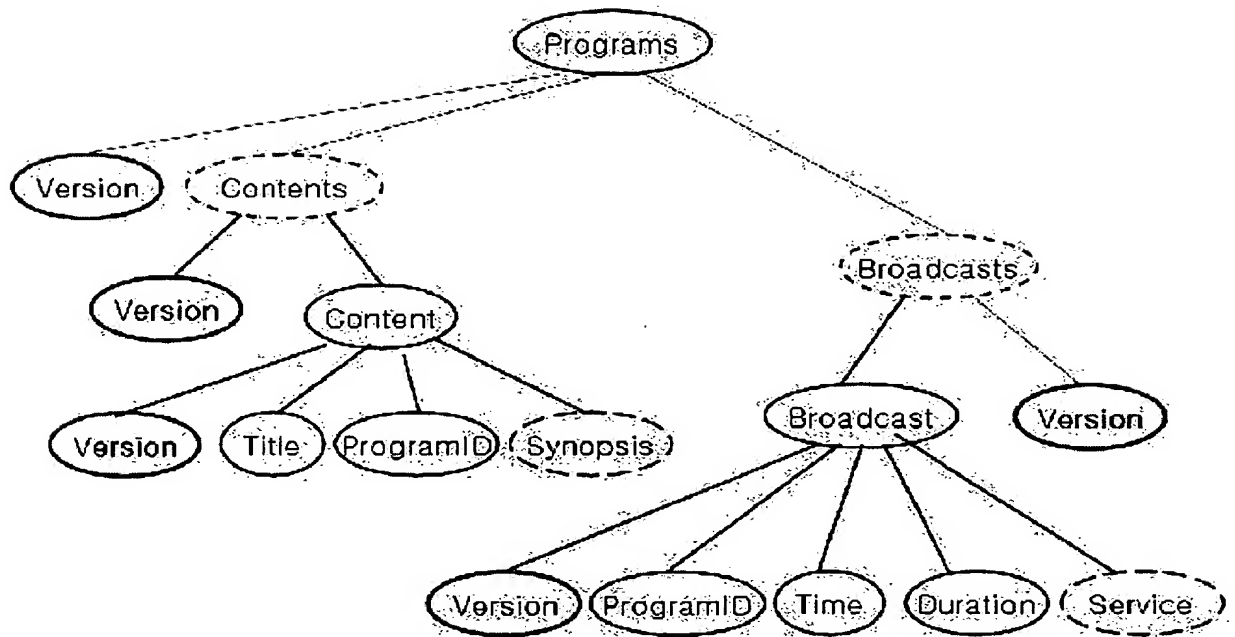 Programs
Version
Contents
Broadcasts
Version
Content
Broadcast
Version
Version
Title
ProgramID
Synopsis
Version
ProgramID
Time
Duration
Service